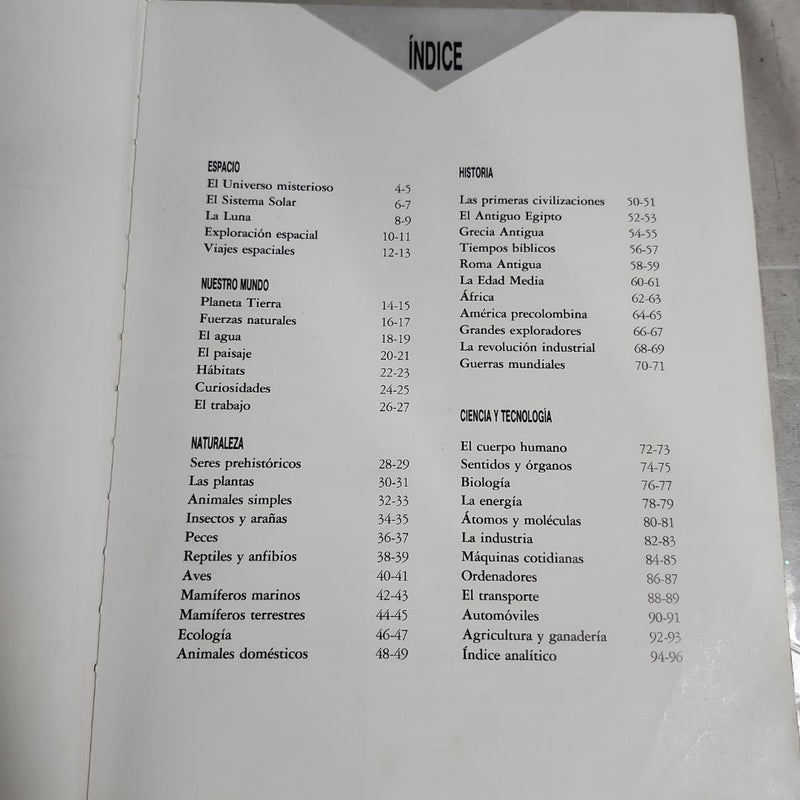 ÍNDICE
ESPACIO
El Universo misterioso 4-5
El Sistema Solar 6-7
La Luna 8-9
Exploración espacial 10-11
Viajes espaciales 12-13
NUESTRO MUNDO
Planeta Tierra 14-15
Fuerzas naturales 16-17
El agua 18-19
El paisaje 20-21
Hábitats 22-23
Curiosidades 24-25
El trabajo 26-27
NATURALEZA
Seres prehistóricos 28-29
Las plantas 30-31
Animales simples 32-33
Insectos y arañas 34-35
Peces 36-37
Reptiles y anfibios 38-39
Aves 40-41
Mamíferos marinos 42-43
Mamíferos terrestres 44-45
Ecología 46-47
Animales domésticos 48-49
HISTORIA
Las primeras civilizaciones 50-51
El Antiguo Egipto 52-53
Grecia Antigua 54-55
Tiempos bíblicos 56-57
Roma Antigua 58-59
La Edad Media 60-61
África 62-63
América precolombina 64-65
Grandes exploradores 66-67
La revolución industrial 68-69
Guerras mundiales 70-71
CIENCIA Y TECNOLOGÍA
El cuerpo humano 72-73
Sentidos y órganos 74-75
Biología 76-77
La energía 78-79
Átomos y moléculas 80-81
La industria 82-83
Máquinas cotidianas 84-85
Ordenadores 86-87
El transporte 88-89
Automóviles 90-91
Agricultura y ganadería 92-93
Índice analítico 94-96